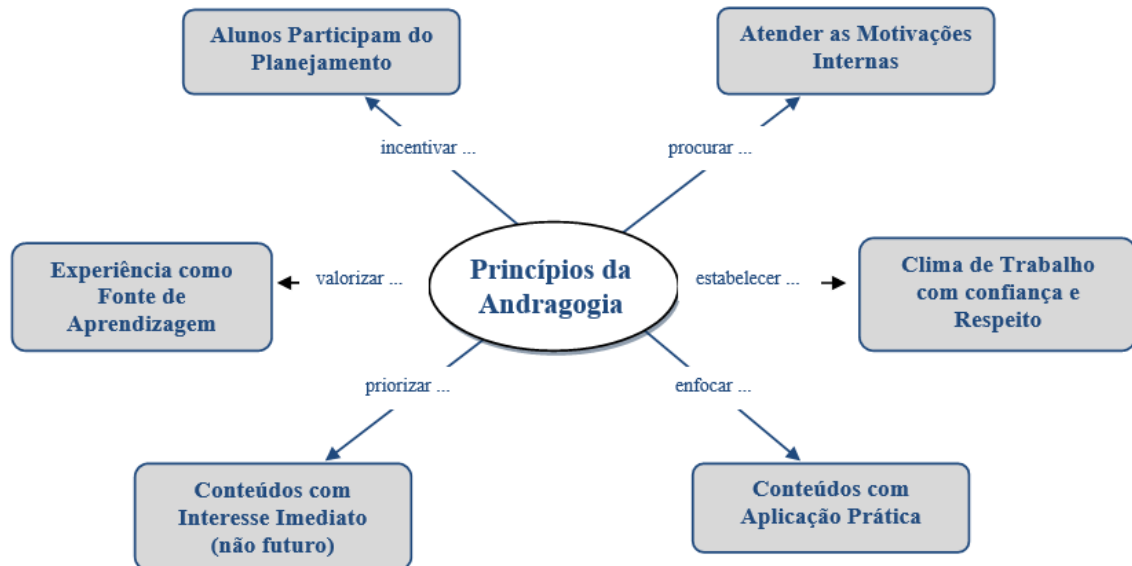 Alunos Participam do
Planejamento
Atender as Motivações
Internas
incentivar ...
procurar ...
Experiência como
Fonte de
Aprendizagem
valorizar ...
Princípios da
Andragogia
estabelecer ...
Clima de Trabalho
com confiança e
Respeito
priorizar ...
enfocar ...
Conteúdos com
Interesse Imediato
(não futuro)
Conteúdos com
Aplicação Prática